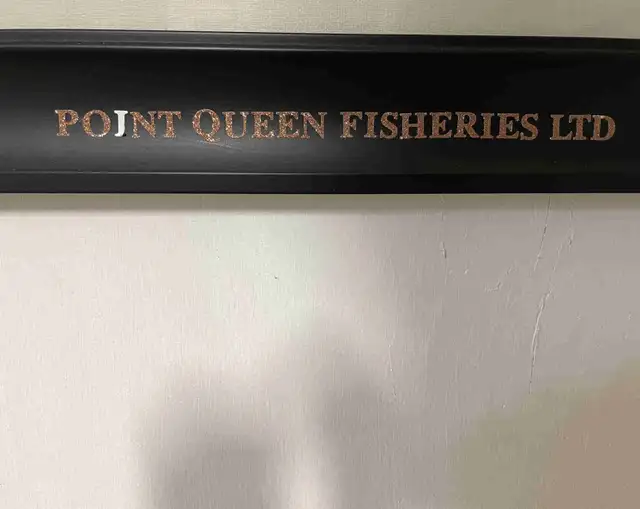 POJNT QUEEN FISHERIES LTD